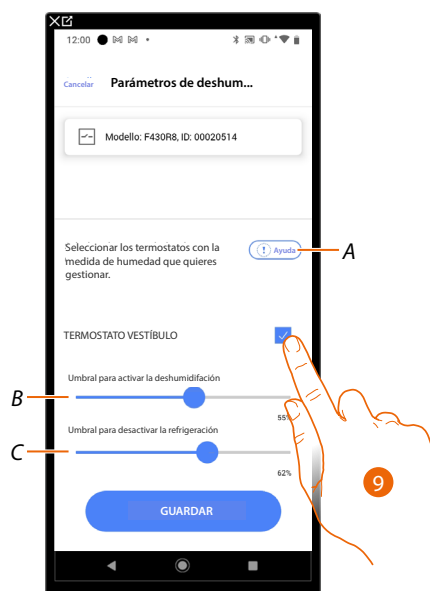 12:00
Cancelar Parámetros de deshum...
Modello: F430R8, ID: 00020514
Seleccionar los termostatos con la
medida de humedad que quieres
gestionar.
Ayuda
A
TERMOSTATO VESTÍBULO
Umbral para activar la deshumidifación
B
55%
Umbral para desactivar la refrigeración
C
62%
9
GUARDAR